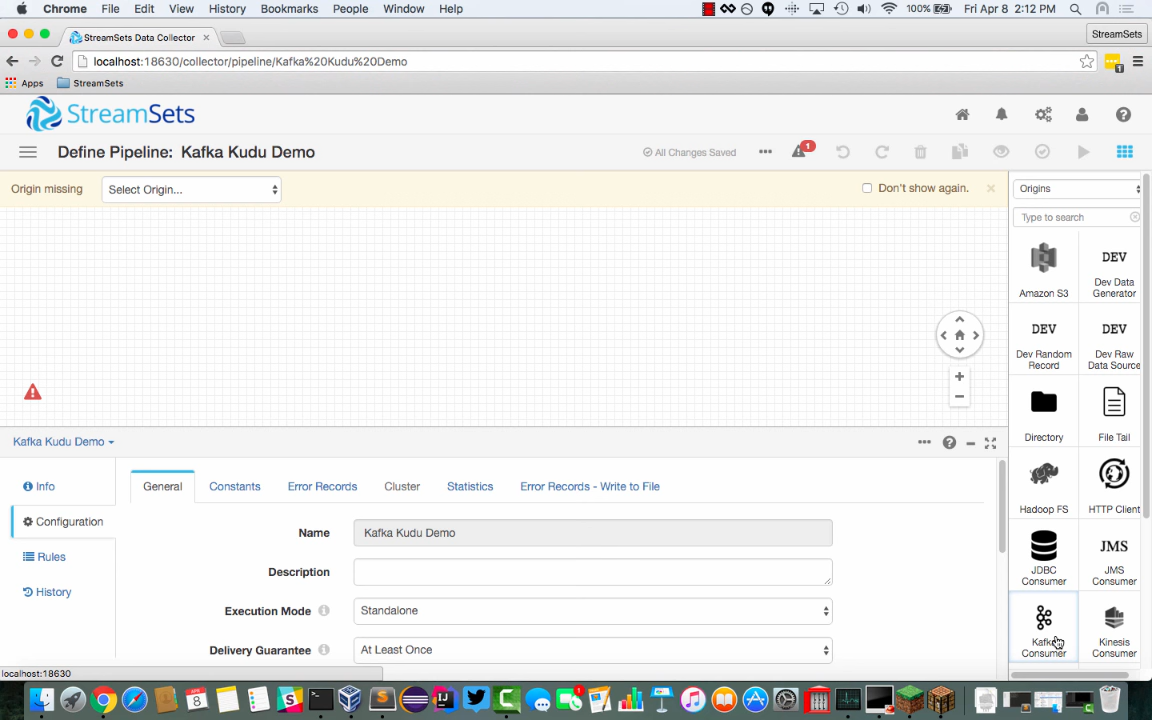 Chrome File Edit View History Bookmarks People Window Help 100% Fri Apr 8 2:12 PM
StreamSets Data Collector
StreamSets
localhost:18630/collector/pipeline/Kafka%20Kudu%20Demo
1
Apps StreamSets
StreamSets
Define Pipeline: Kafka Kudu Demo
All Changes Saved
1
Origin missing Select Origin... Don't show again.
Origins
Type to search
Amazon S3
DEV
Dev Data
Generator
DEV
Dev Random
Record
DEV
Dev Raw
Data Source
Directory
File Tail
Hadoop FS
HTTP Client
JDBC
Consumer
JMS
JMS
Consumer
Kafka
Consumer
Kinesis
Consumer
Kafka Kudu Demo
Info
Configuration
Rules
History
General Constants Error Records Cluster Statistics Error Records - Write to File
Name Kafka Kudu Demo
Description
Execution Mode Standalone
Delivery Guarantee At Least Once
localhost:18630